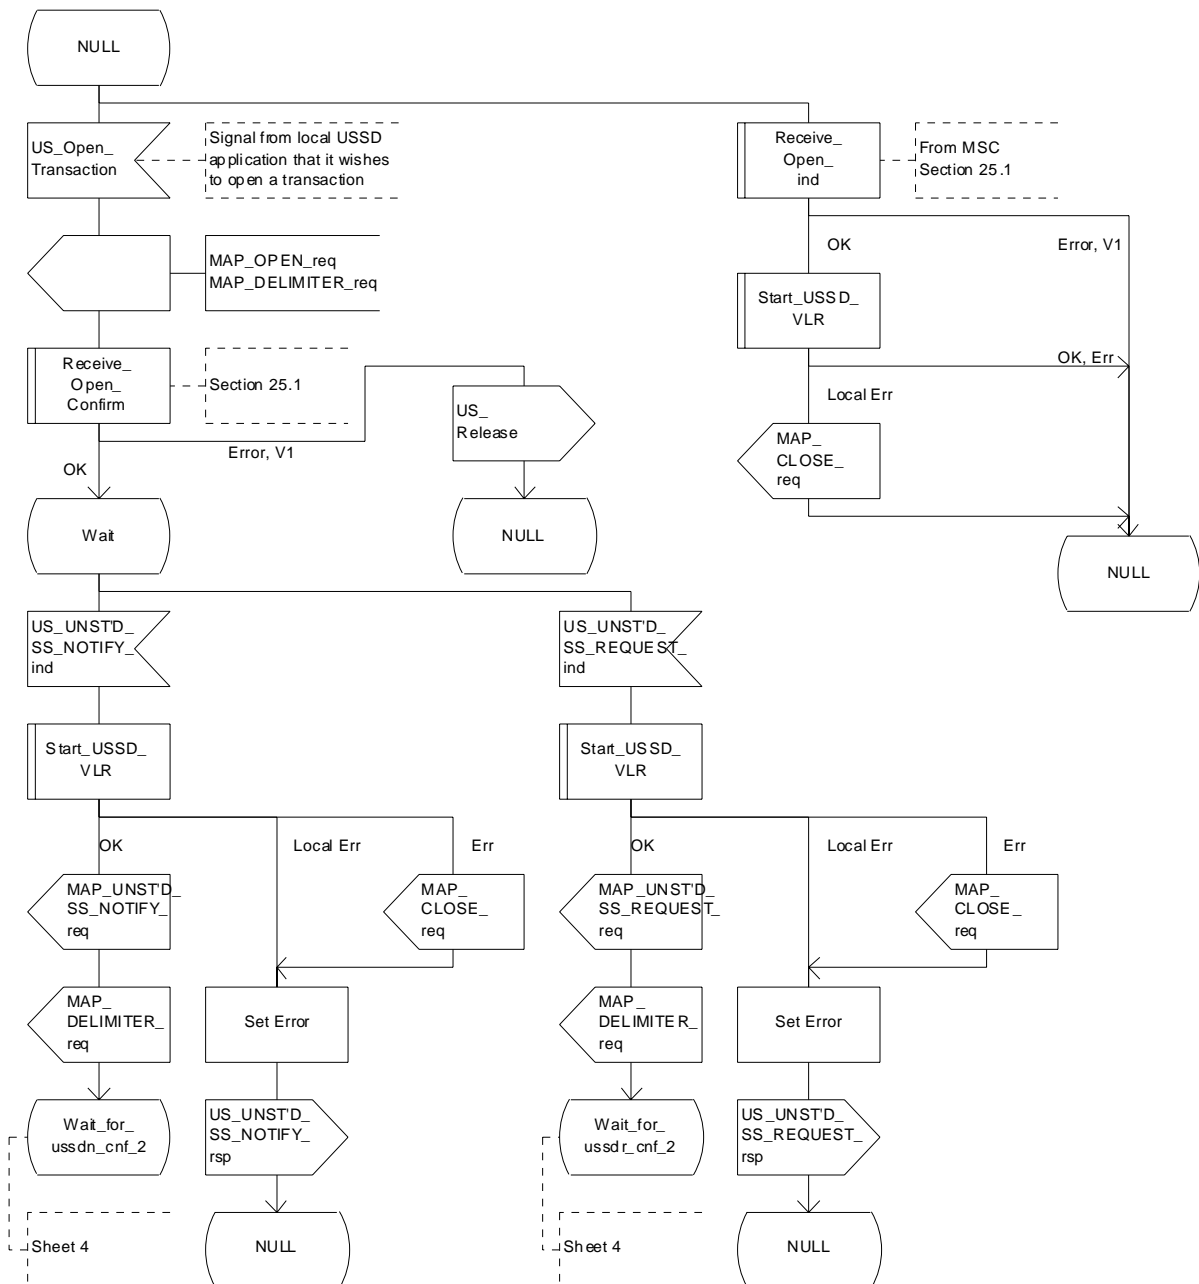 NULL
US_Open_
Transaction
Signal from local USSD
application that it wishes
to open a transaction
Receive_
Open_
ind
From MSC
Section 25.1
OK
Error, V1
MAP_OPEN_req
MAP_DELIMITER_req
Start_USSD_
VLR
Receive_
Open_
Confirm
Section 25.1
OK, Err
Local Err
US_
Release
Error, V1
OK
MAP_
CLOSE_
req
Wait
NULL
NULL
US_UNST'D_
SS_NOTIFY_
ind
US_UNST'D_
SS_REQUEST_
ind
Start_USSD_
VLR
Start_USSD_
VLR
OK
Local Err
Err
OK
Local Err
Err
MAP_UNST'D_
SS_NOTIFY_
req
MAP_
CLOSE_
req
MAP_UNST'D_
SS_REQUEST_
req
MAP_
CLOSE_
req
MAP_
DELIMITER_
req
Set Error
MAP_
DELIMITER_
req
Set Error
Wait_for_
ussdn_cnf_2
US_UNST'D_
SS_NOTIFY_
rsp
Wait_for_
ussdr_cnf_2
US_UNST'D_
SS_REQUEST_
rsp
Sheet 4
NULL
Sheet 4
NULL